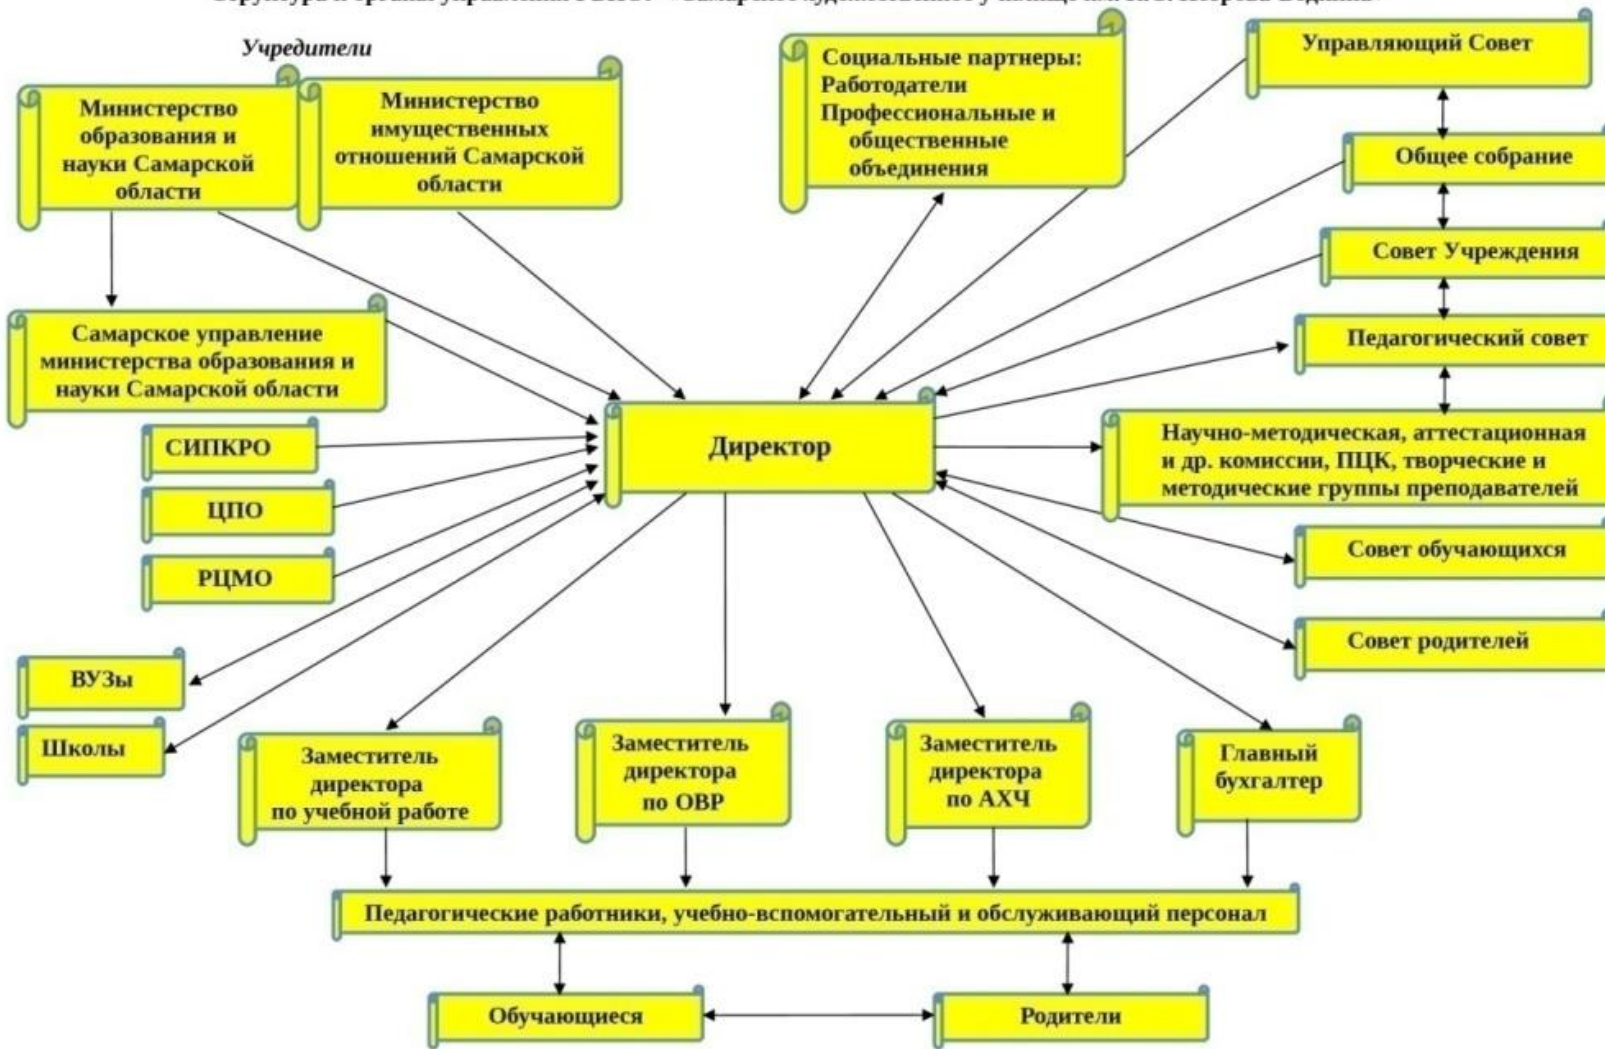 Учредители
Министерство
образования и
науки Самарской
области
Министерство
имущественных
отношений Самарской
области
Социальные партнеры:
Работодатели
Профессиональные и
общественные
объединения
Управляющий Совет
Общее собрание
Совет Учреждения
Педагогический совет
Научно-методическая, аттестационная
и др. комиссии, ПЦК, творческие и
методические группы преподавателей
Совет обучающихся
Совет родителей
Самарское управление
министерства образования и
науки Самарской области
СИПКРО
ЦПО
РЦМО
ВУЗы
Школы
Директор
Заместитель
директора
по учебной работе
Заместитель
директора
по ОВР
Заместитель
директора
по АХЧ
Главный
бухгалтер
Педагогические работники, учебно-вспомогательный и обслуживающий персонал
Обучающиеся
Родители